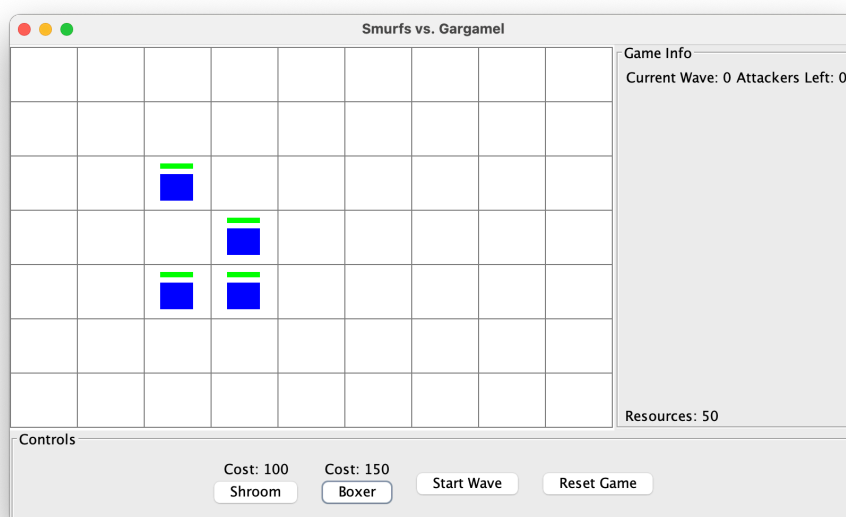 Smurfs vs. Gargamel
Game Info
Current Wave: 0 Attackers Left: 0
Resources: 50
Controls
Cost: 100
Shroom
Cost: 150
Boxer
Start Wave
Reset Game